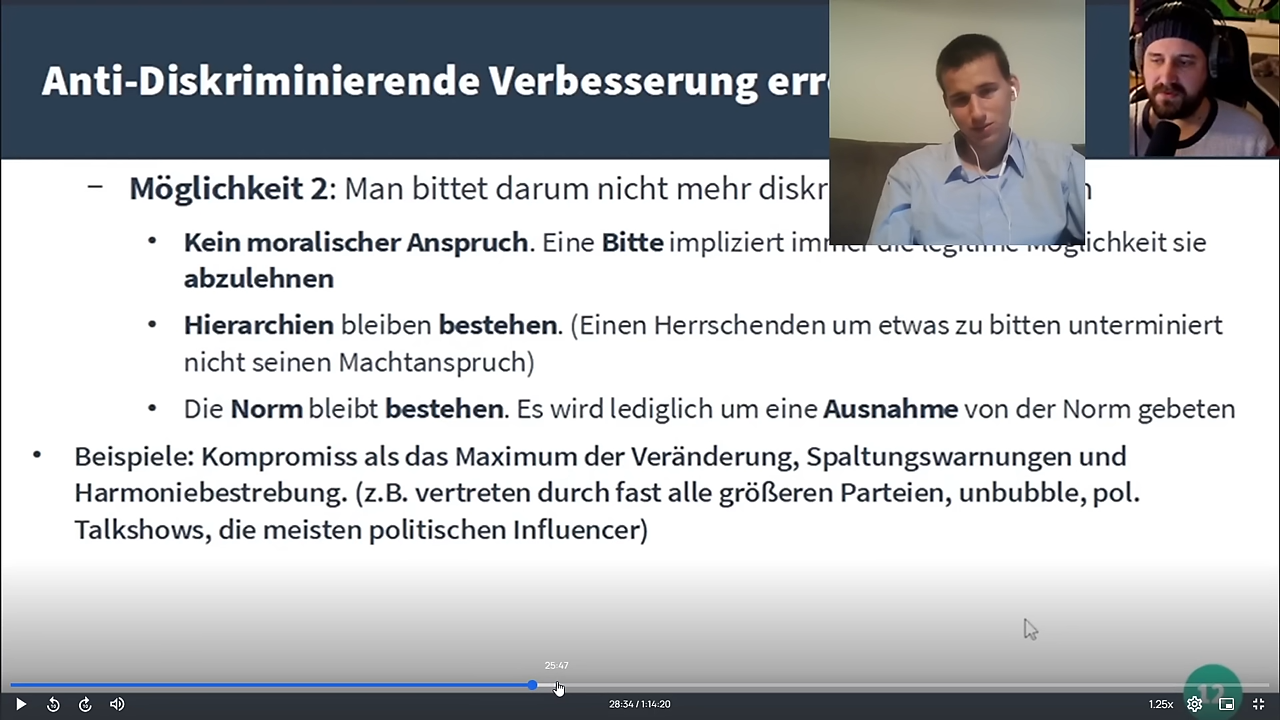 Anti-Diskriminierende Verbesserung
– Möglichkeit 2: Man bittet darum nicht mehr
• Kein moralischer Anspruch. Eine Bitte impliziert immer die legitime Möglichkeit sie
abzulehnen
• Hierarchien bleiben bestehen. (Einen Herrschenden um etwas zu bitten unterminiert
nicht seinen Machtanspruch)
• Die Norm bleibt bestehen. Es wird lediglich um eine Ausnahme von der Norm gebeten
• Beispiele: Kompromiss als das Maximum der Veränderung, Spaltungswarnungen und
Harmoniebestrebung. (z.B. vertreten durch fast alle größeren Parteien, unbubble, pol.
Talkshows, die meisten politischen Influencer)
25:47
12
28:34 / 1:14:20
1.25x